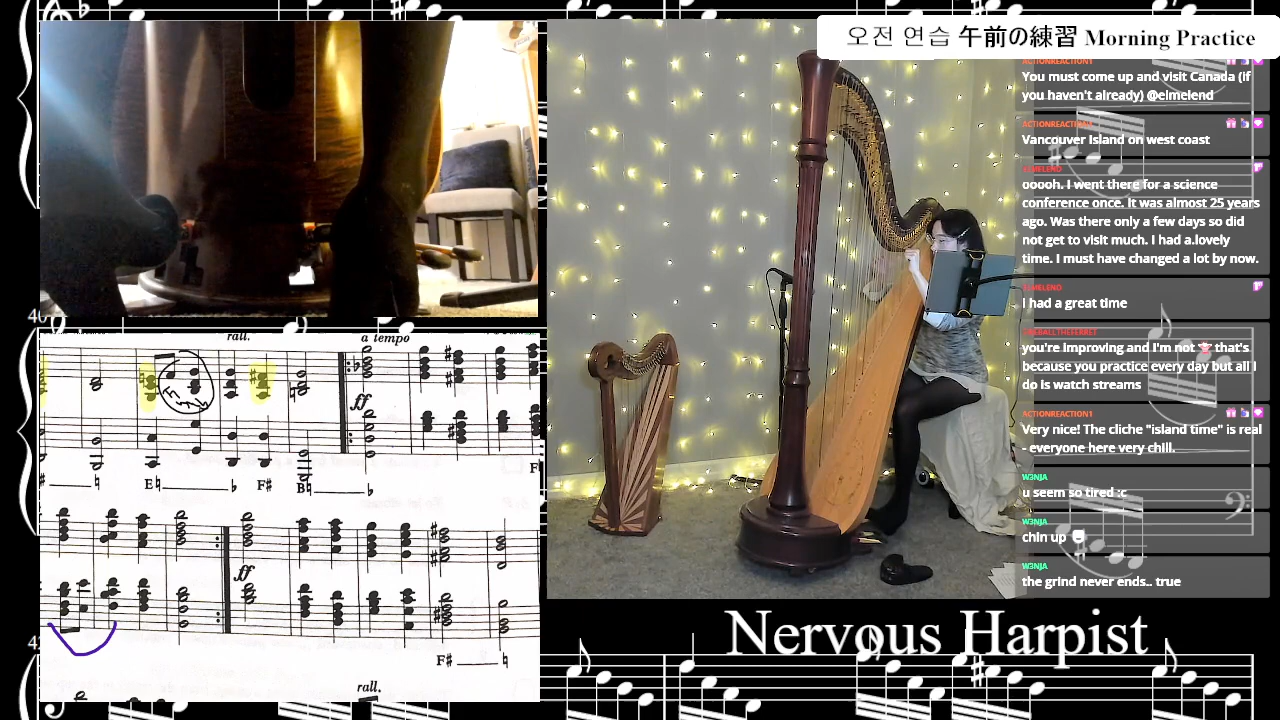 오전 연습 午前の練習 Morning Practice
ACTIONREACTION1
You must come up and visit Canada (if
you haven't already) @elmelend
ACTIONREACTION1
Vancouver Island on west coast
ELMELEND
ooooh. I went there for a science
conference once. It was almost 25 years
ago. Was there only a few days so did
not get to visit much. I had a.lovely
time. I must have changed a lot by now.
ELMELEND
I had a great time
you're improving and I'm not that's
because you practice every day but all I
do is watch streams
ACTIONREACTION1
Very nice! The cliche "island time" is real
- everyone here very chill.
W3NJA
u seem so tired :c
W3NJA
chin up
W3NJA
the grind never ends.. true
40
rall.
a tempo
ff
E♮ ♭ F# B♮ ♭
ff
F# ♮
rall.
Nervous Harpist